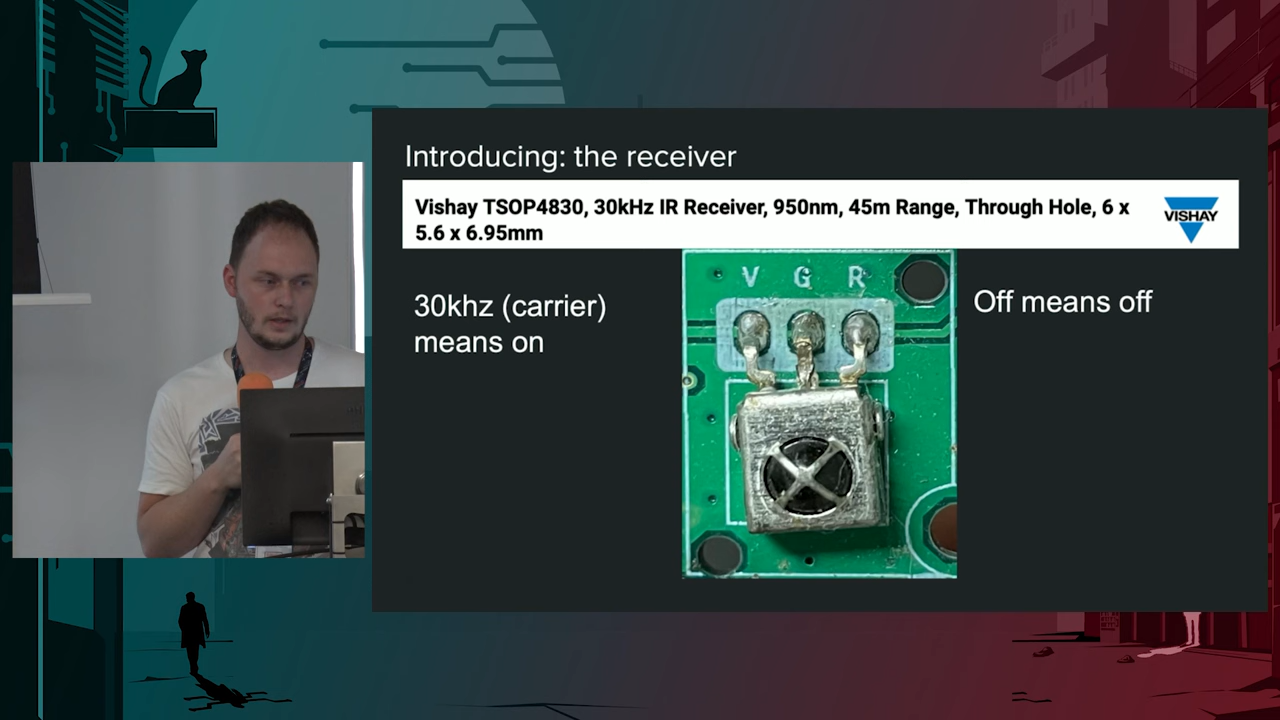 Introducing: the receiver
Vishay TSOP4830, 30kHz IR Receiver, 950nm, 45m Range, Through Hole, 6 x
5.6 x 6.95mm
VISHAY
30khz (carrier)
means on
V G R
Off means off